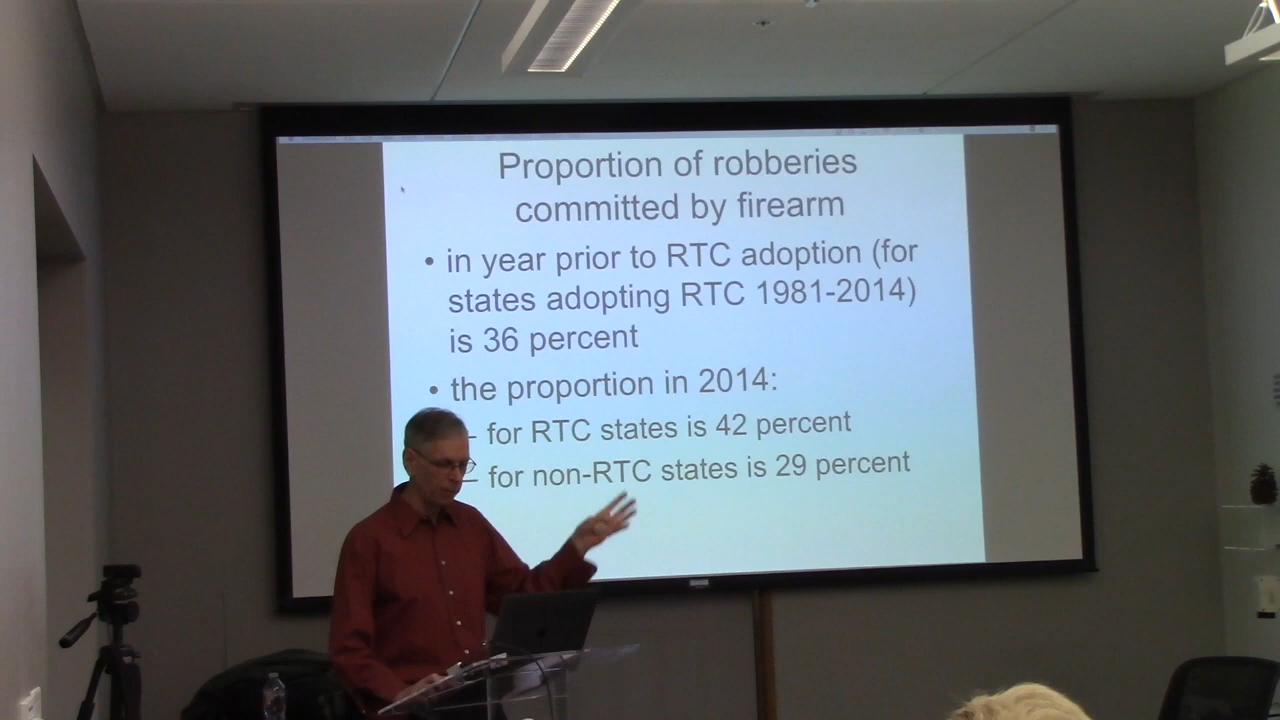 Proportion of robberies
committed by firearm
• in year prior to RTC adoption (for
states adopting RTC 1981-2014)
is 36 percent
• the proportion in 2014:
– for RTC states is 42 percent
– for non-RTC states is 29 percent